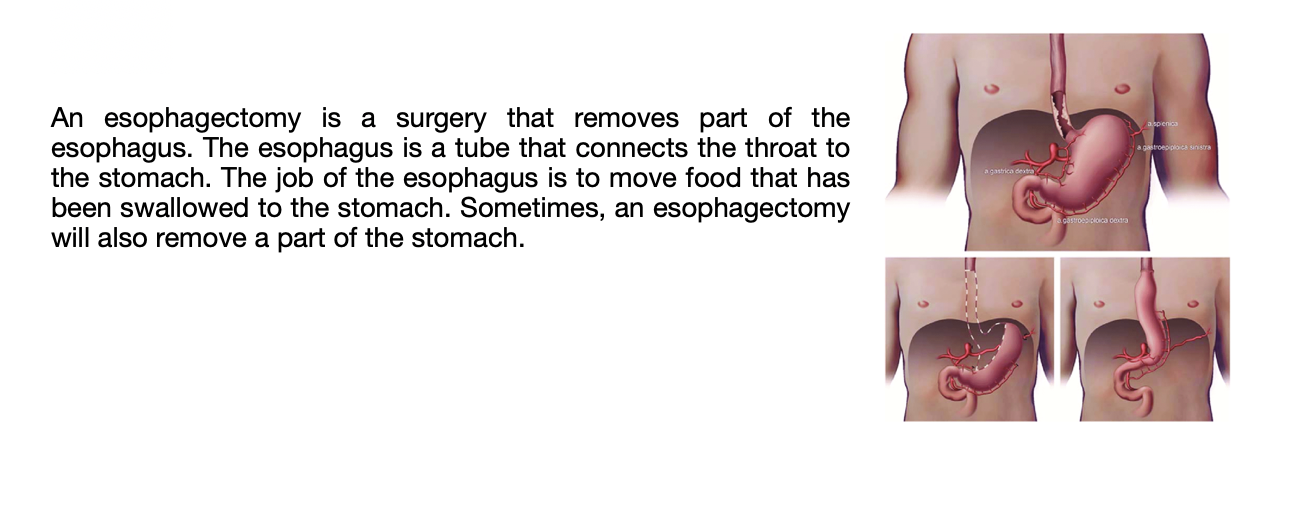 An esophagectomy is a surgery that removes part of the
esophagus. The esophagus is a tube that connects the throat to
the stomach. The job of the esophagus is to move food that has
been swallowed to the stomach. Sometimes, an esophagectomy
will also remove a part of the stomach.
a.splenica
a.gastroepiploica sinistra
a.gastrica dextra
a.gastroepiploica dextra